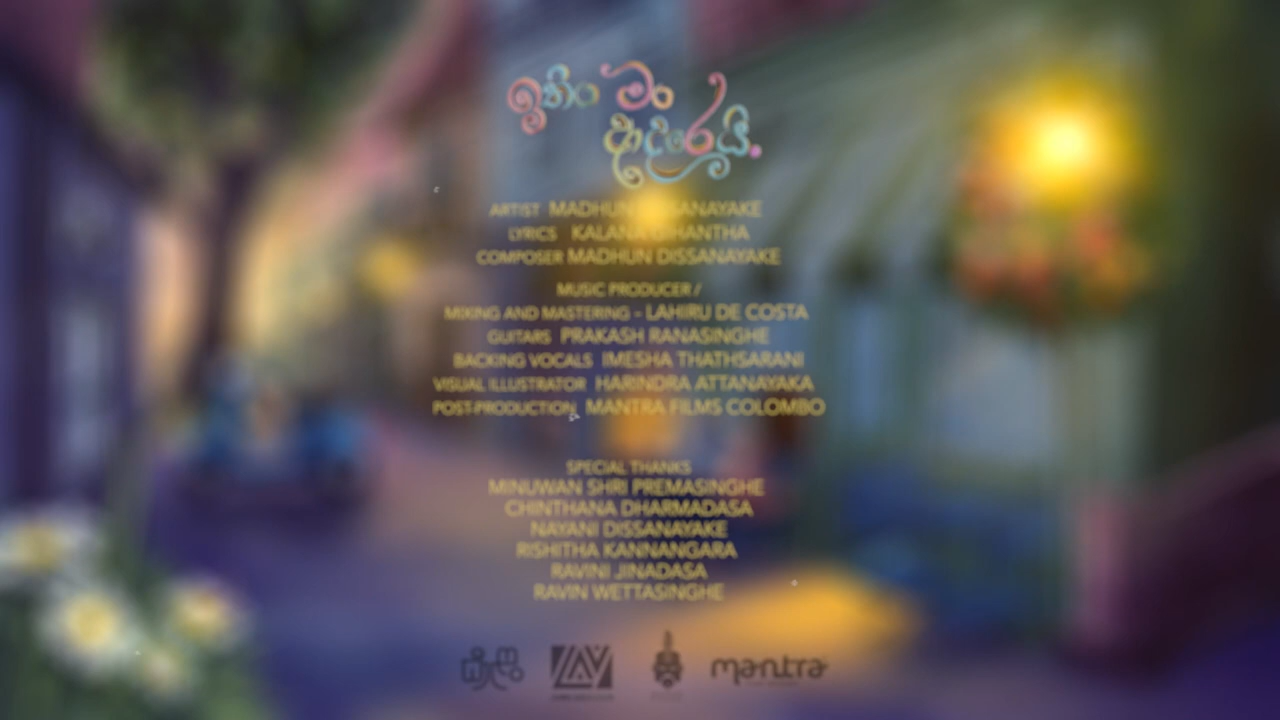 ඉතිං මං
ආදරෙයි.
ARTIST MADHUN DISSANAYAKE
LYRICS KALANA
COMPOSER MADHUN DISSANAYAKE
MUSIC PRODUCER /
MIXING AND MASTERING - LAHIRU DE COSTA
GUITARS PRAKASH RANASINGHE
BACKING VOCALS IMESHA THATHSARANI
VISUAL ILLUSTRATOR HARINDRA ATTANAYAKA
POST-PRODUCTION MANTRA FILMS COLOMBO
SPECIAL THANKS
MINUWAN SHRI PREMASINGHE
CHINTHANA DHARMADASA
NAYANI DISSANAYAKE
RISHITHA KANNANGARA
RAVINI JINADASA
RAVIN WETTASINGHE
mantra